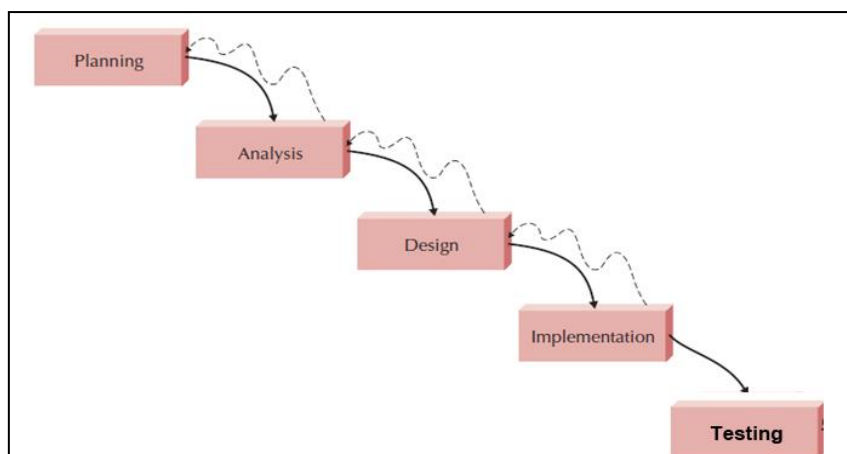 Planning
Analysis
Design
Implementation
Testing